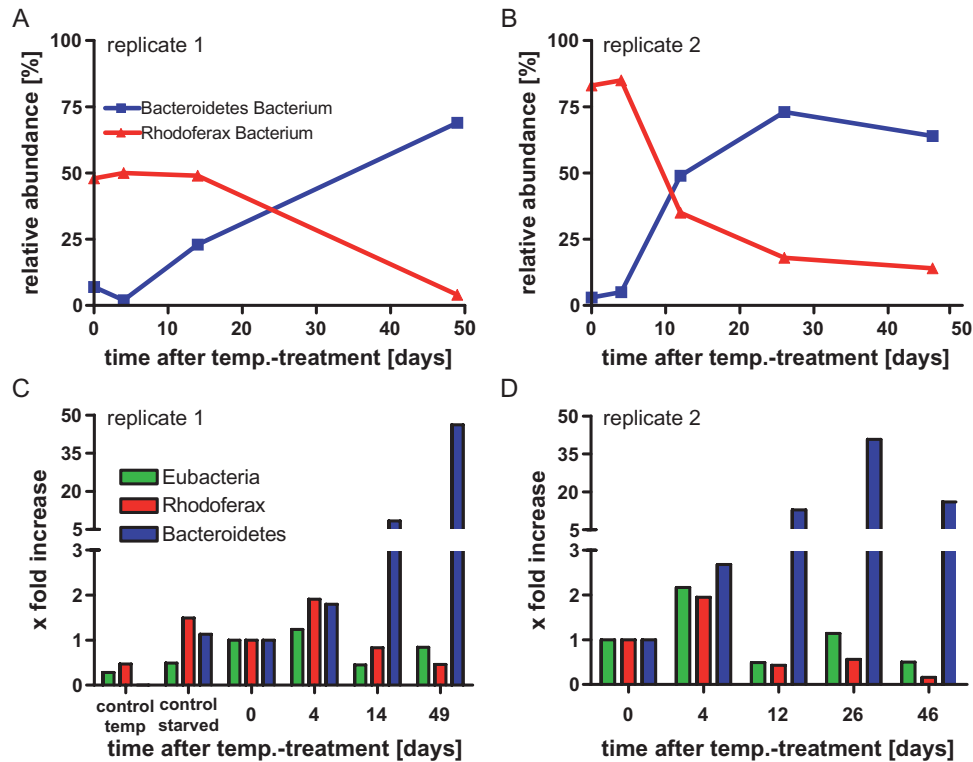 A
replicate 1
100
75
50
25
0
relative abundance [%]
Bacteroidetes Bacterium
Rhodoferax Bacterium
0 10 20 30 40 50
time after temp.-treatment [days]
B
replicate 2
100
75
50
25
0
relative abundance [%]
0 10 20 30 40 50
time after temp.-treatment [days]
C
replicate 1
50
35
20
5
3
2
1
0
x fold increase
Eubacteria
Rhodoferax
Bacteroidetes
control temp
control starved
0 4 14 49
time after temp.-treatment [days]
D
replicate 2
50
35
20
5
3
2
1
0
x fold increase
0 4 12 26 46
time after temp.-treatment [days]